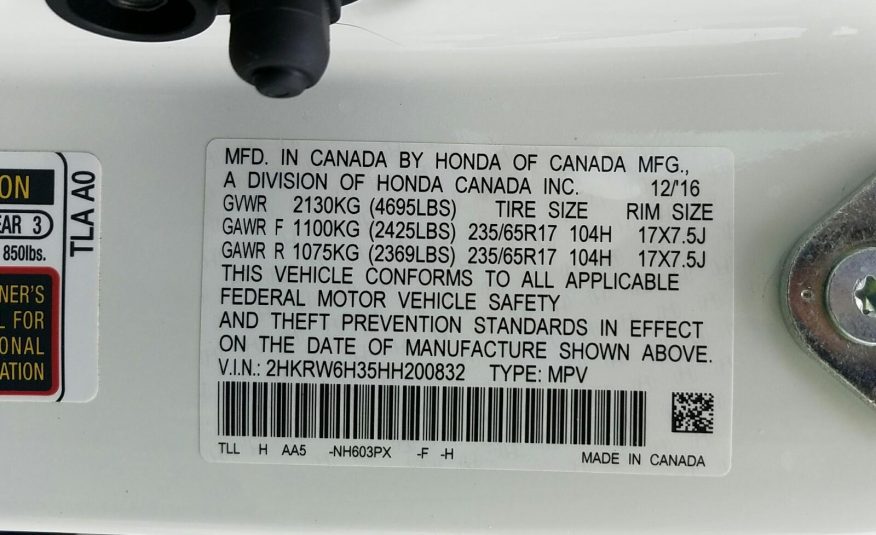 ON
EAR 3
850lbs.
NER'S
L FOR
ONAL
ATION
TLA A0
MFD. IN CANADA BY HONDA OF CANADA MFG.,
A DIVISION OF HONDA CANADA INC. 12/'16
GVWR 2130KG (4695LBS) TIRE SIZE RIM SIZE
GAWR F 1100KG (2425LBS) 235/65R17 104H 17X7.5J
GAWR R 1075KG (2369LBS) 235/65R17 104H 17X7.5J
THIS VEHICLE CONFORMS TO ALL APPLICABLE
FEDERAL MOTOR VEHICLE SAFETY
AND THEFT PREVENTION STANDARDS IN EFFECT
ON THE DATE OF MANUFACTURE SHOWN ABOVE.
V.I.N.: 2HKRW6H35HH200832 TYPE: MPV
TLL H AA5 -NH603PX -F -H MADE IN CANADA